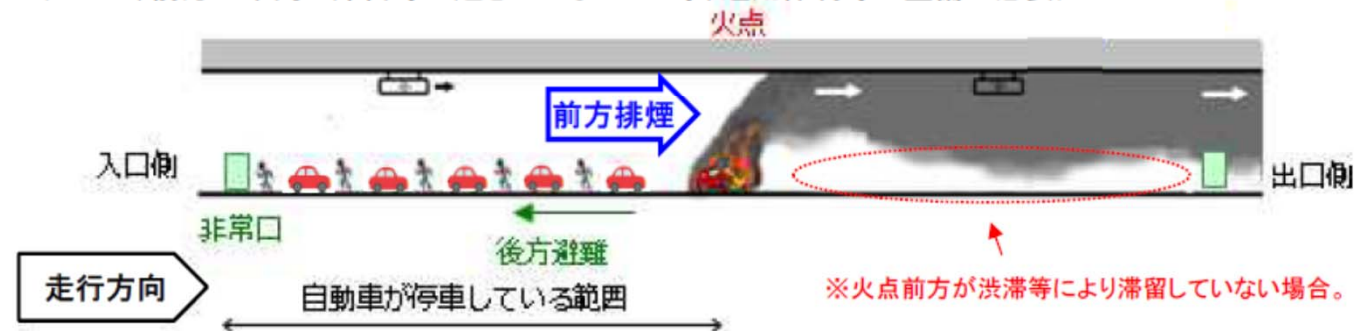 火点
前方排煙
入口側
出口側
非常口
後方避難
走行方向
自動車が停車している範囲
※火点前方が渋滞等により滞留していない場合。